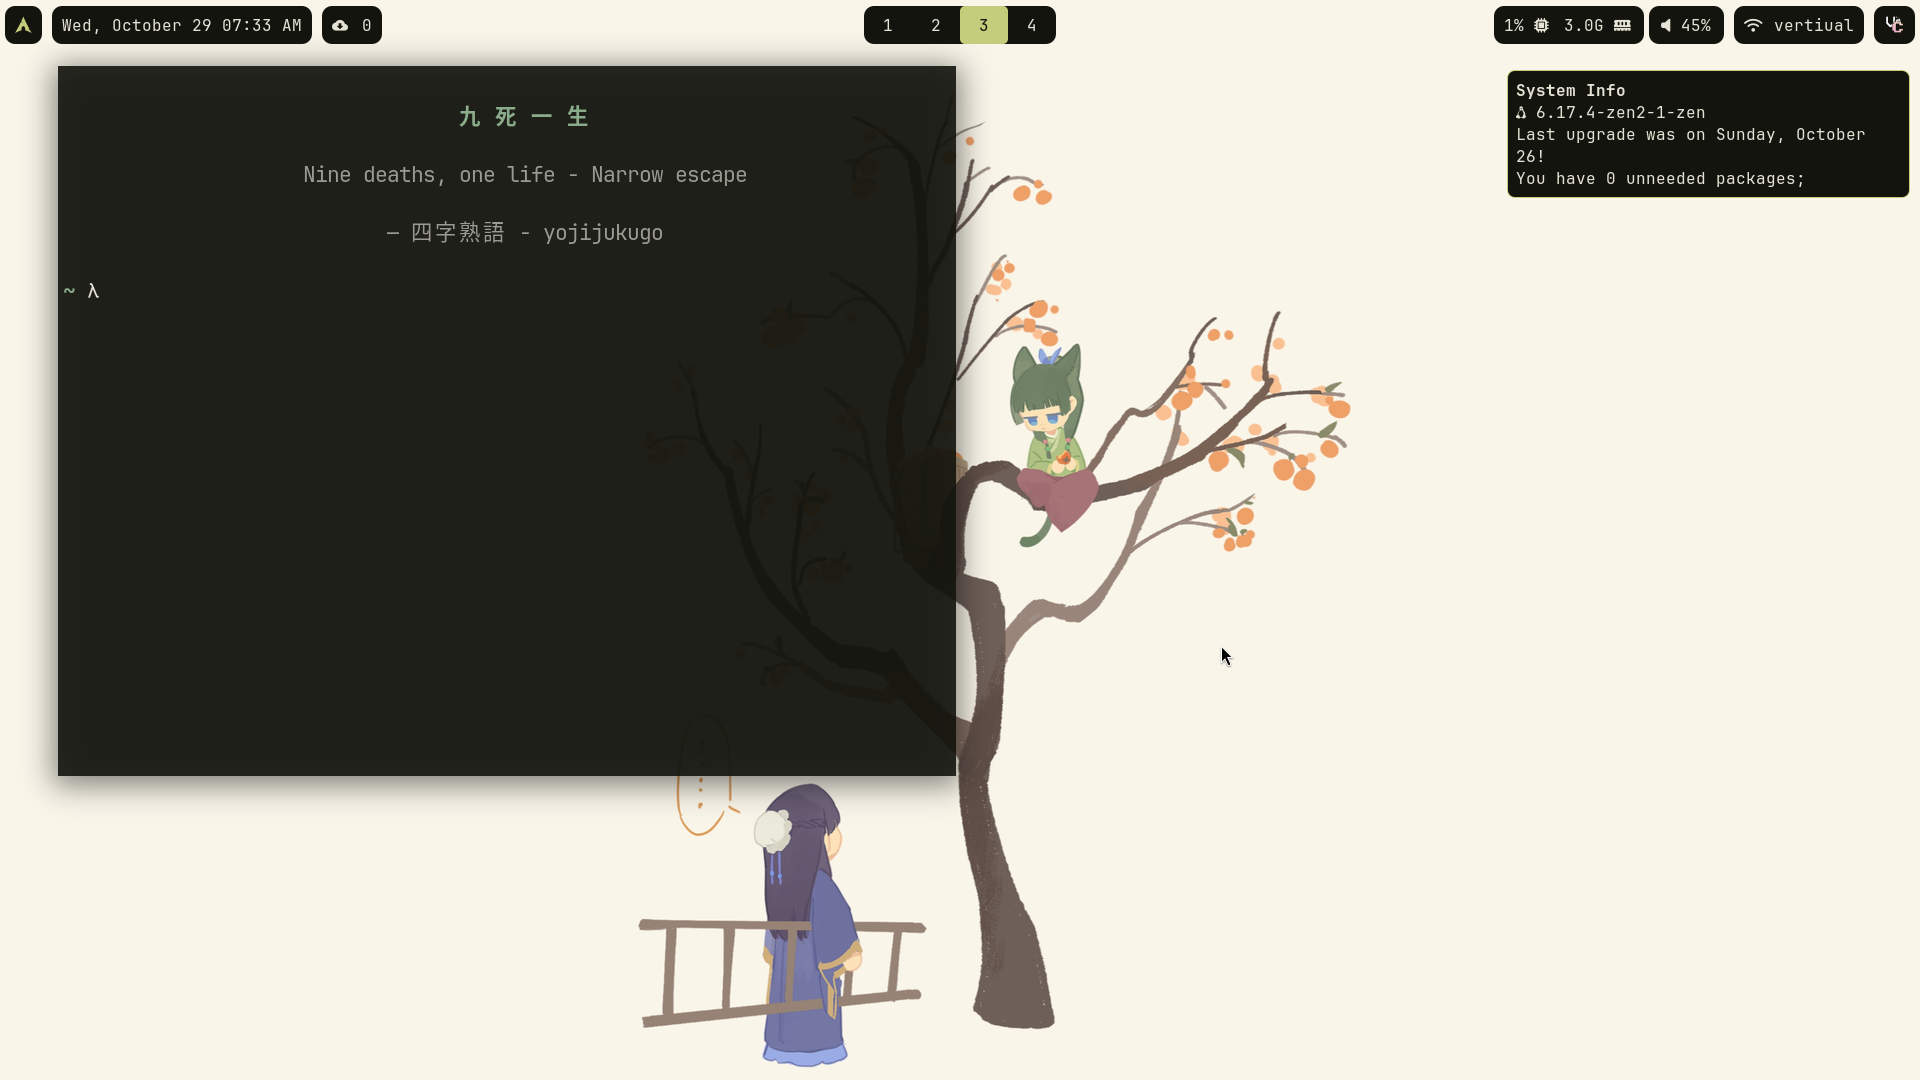 Wed, October 29 07:33 AM
0
1 2 3 4
1% 3.0G
45%
vertiual
九死一生
Nine deaths, one life - Narrow escape
— 四字熟語 - yojijukugo
~ λ
System Info
6.17.4-zen2-1-zen
Last upgrade was on Sunday, October
26!
You have 0 unneeded packages;